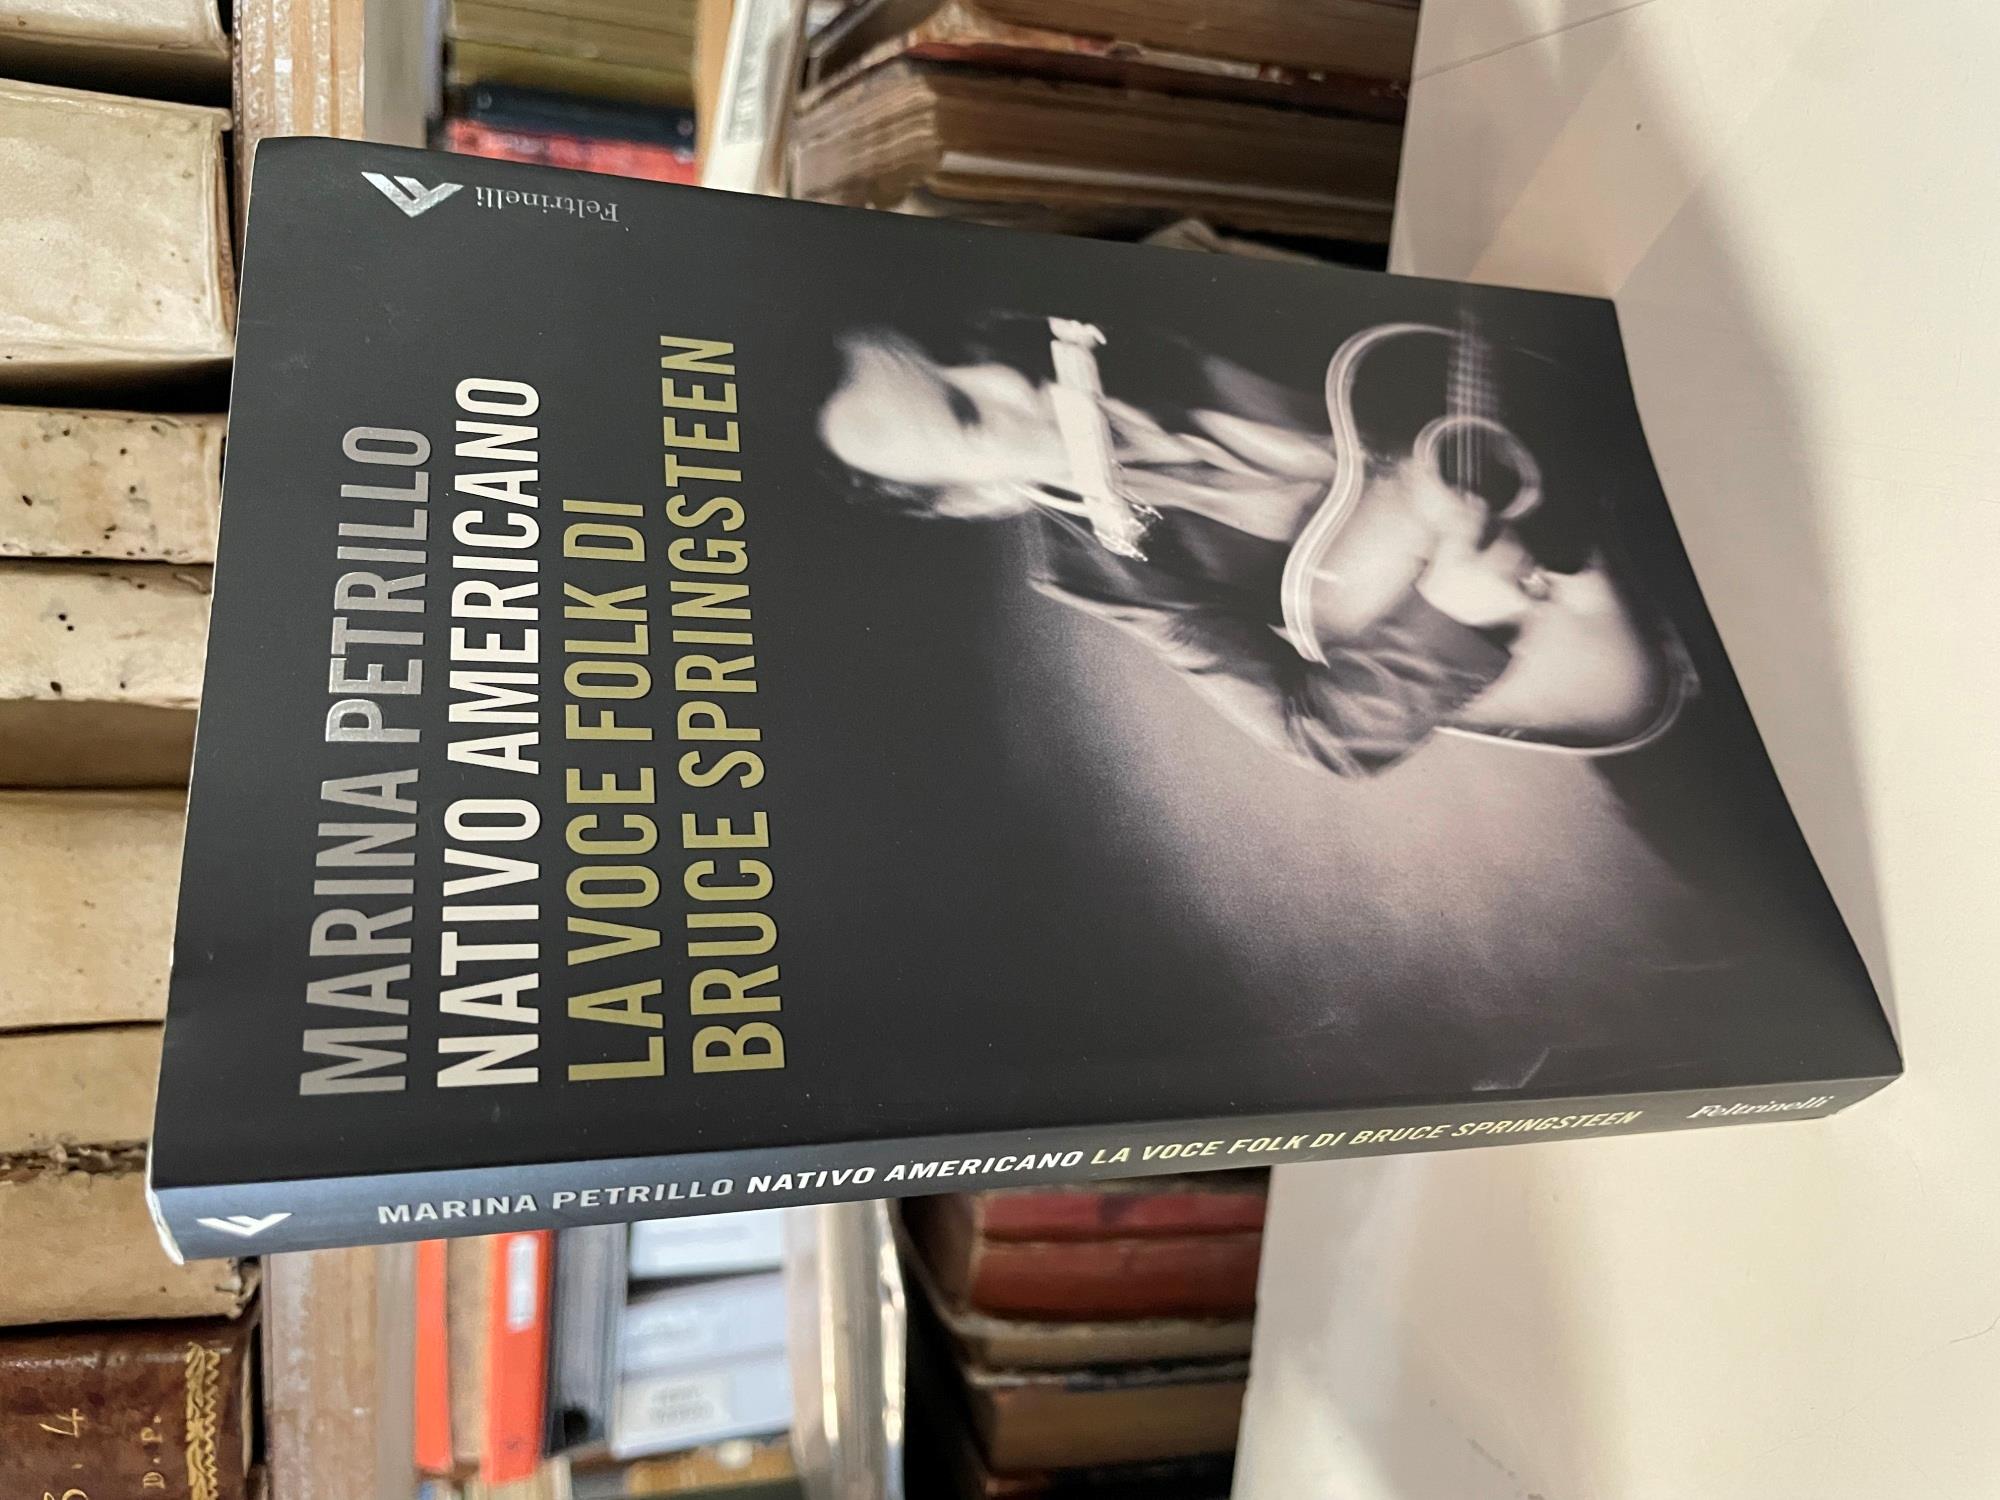 MARINA PETRILLO
NATIVO AMERICANO
LA VOCE FOLK DI
BRUCE SPRINGSTEEN
Feltrinelli
MARINA PETRILLO NATIVO AMERICANO LA VOCE FOLK DI BRUCE SPRINGSTEEN
Feltrinelli
D.P.